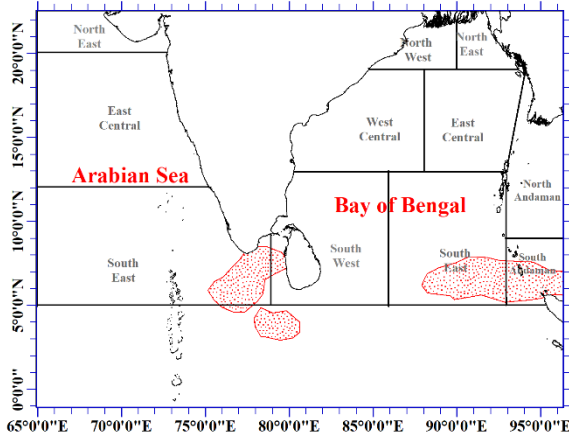 North
East
North
West
North
East
East
Central
West
Central
East
Central
Arabian Sea
Bay of Bengal
North
Andaman
South
East
South
West
South
East
South
Andaman
20°0'0"N
15°0'0"N
10°0'0"N
5°0'0"N
0°0'0"
65°0'0"E 70°0'0"E 75°0'0"E 80°0'0"E 85°0'0"E 90°0'0"E 95°0'0"E